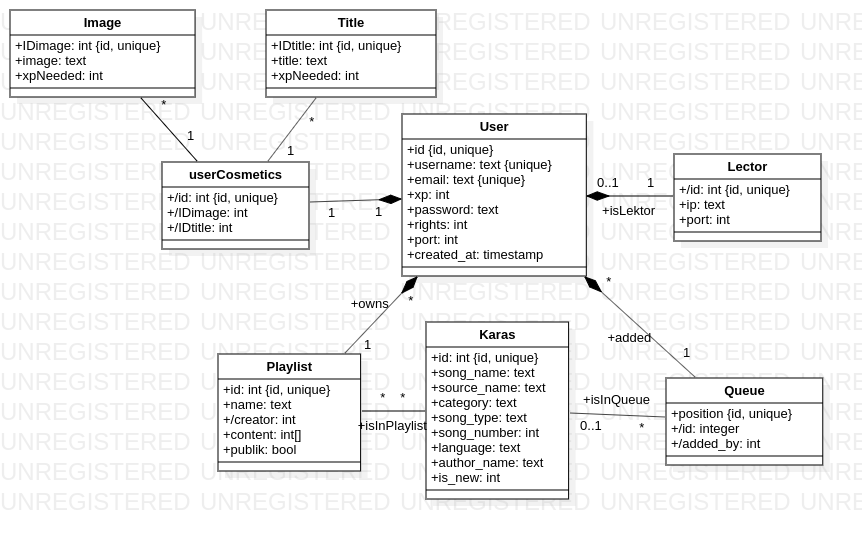 Image
+IDimage: int {id, unique}
+image: text
+xpNeeded: int
Title
+IDtitle: int {id, unique}
+title: text
+xpNeeded: int
*
1
*
1
userCosmetics
+/id: int {id, unique}
+/IDimage: int
+/IDtitle: int
1
1
User
+id {id, unique}
+username: text {unique}
+email: text {unique}
+xp: int
+password: text
+rights: int
+port: int
+created_at: timestamp
0..1
1
+isLektor
Lector
+/id: int {id, unique}
+ip: text
+port: int
+owns
*
1
*
+added
1
Playlist
+id: int {id, unique}
+name: text
+/creator: int
+content: int[]
+publik: bool
*
*
+isInPlaylist
Karas
+id: int {id, unique}
+song_name: text
+source_name: text
+category: text
+song_type: text
+song_number: int
+language: text
+author_name: text
+is_new: int
+isInQueue
0..1
*
Queue
+position {id, unique}
+/id: integer
+/added_by: int
UNREGISTERED